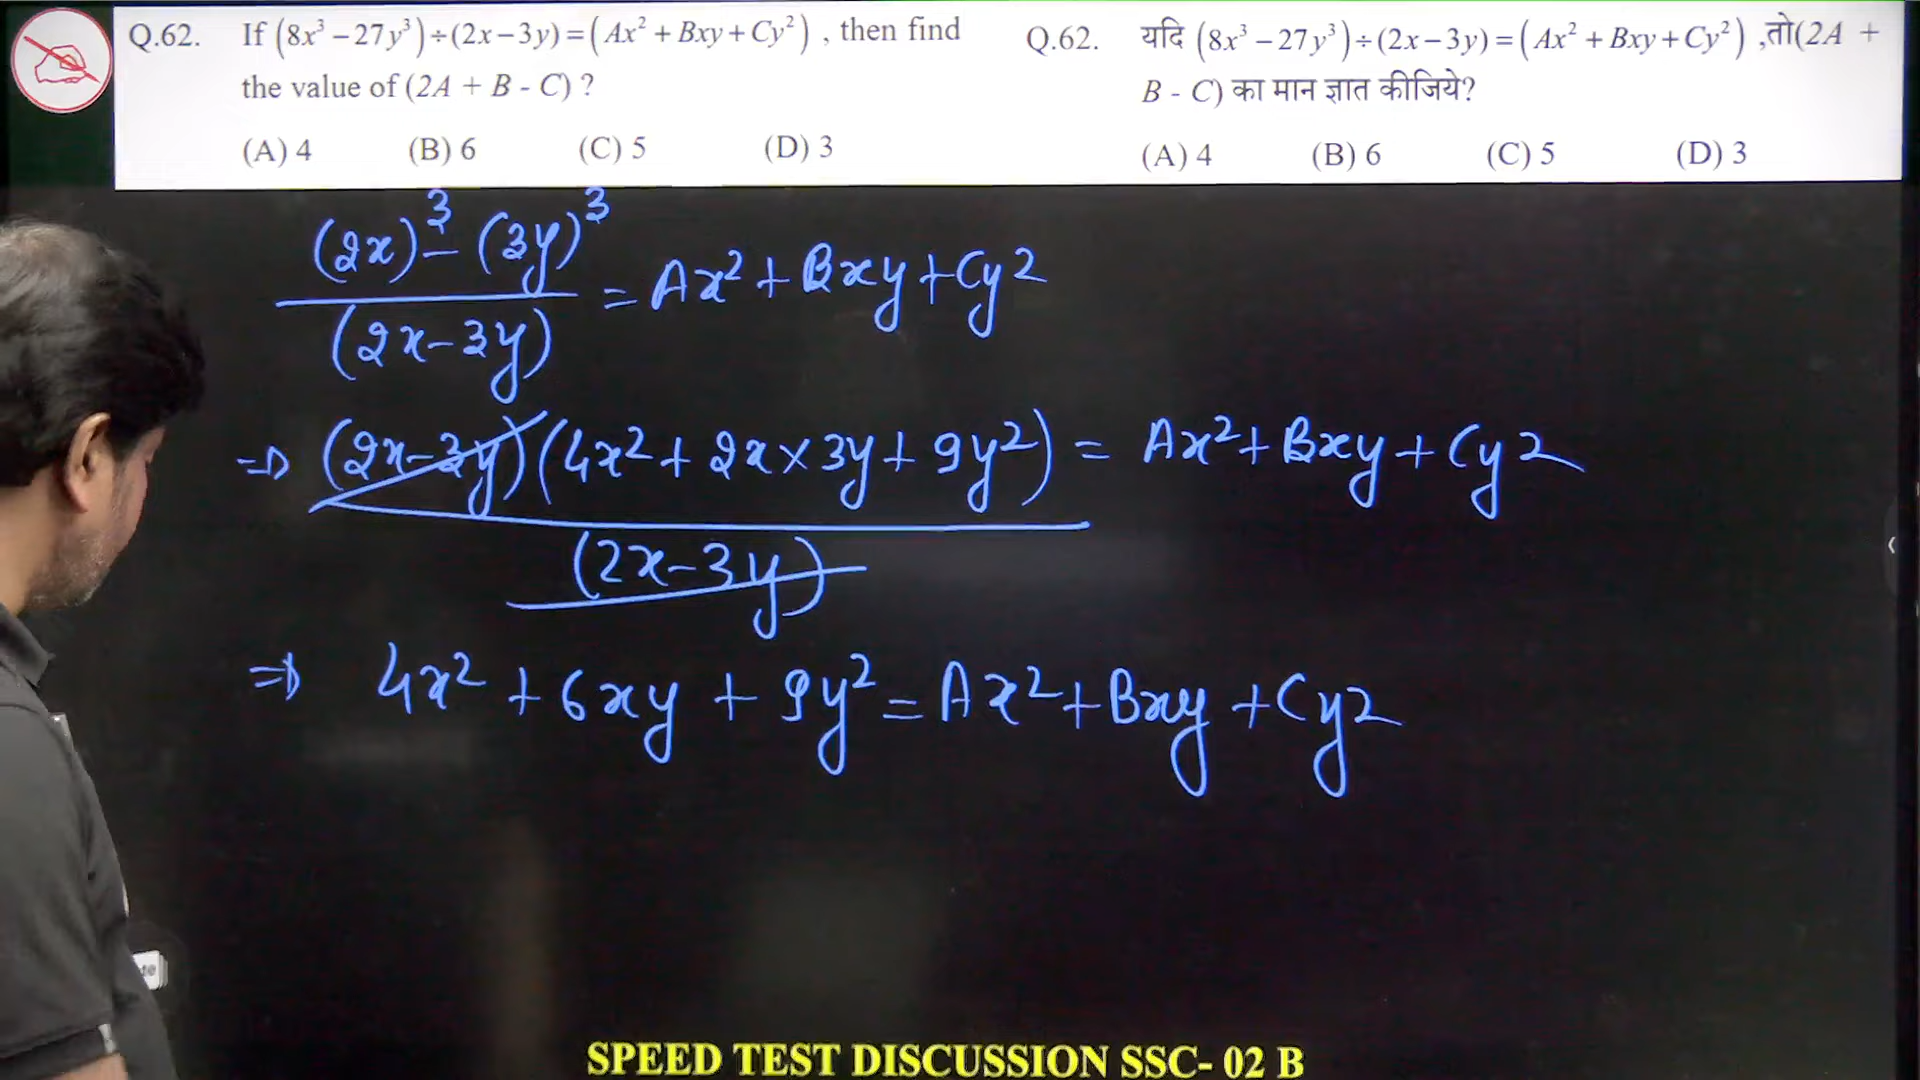 Q.62. If (8x³ – 27y³) ÷ (2x – 3y) = (Ax² + Bxy + Cy²) , then find
the value of (2A + B - C) ?
(A) 4 (B) 6 (C) 5 (D) 3
Q.62. यदि (8x³ – 27y³) ÷ (2x – 3y) = (Ax² + Bxy + Cy²) ,तो(2A +
B - C) का मान ज्ञात कीजिये?
(A) 4 (B) 6 (C) 5 (D) 3
(2x)³ – (3y)³
(2x – 3y)
= Ax² + Bxy + Cy²
⇒ (2x – 3y)(4x² + 2x × 3y + 9y²) = Ax² + Bxy + Cy²
(2x – 3y)
⇒ 4x² + 6xy + 9y² = Ax² + Bxy + Cy²
SPEED TEST DISCUSSION SSC- 02 B